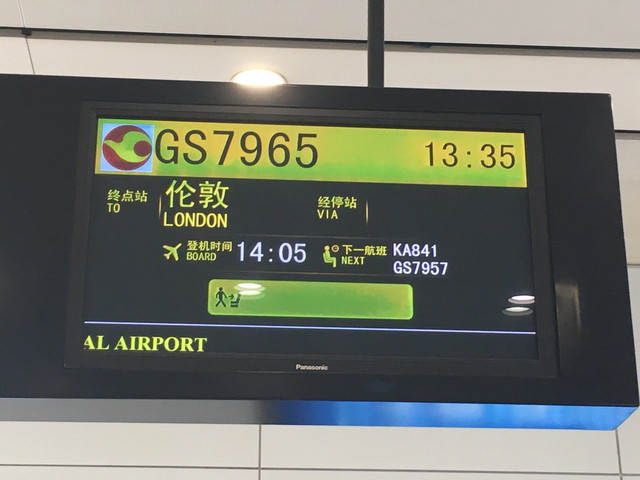 GS7965 13:35
终点站 伦敦 经停站
TO LONDON VIA
登机时间 14:05 下一航班 KA841
BOARD NEXT GS7957
AL AIRPORT
Panasonic